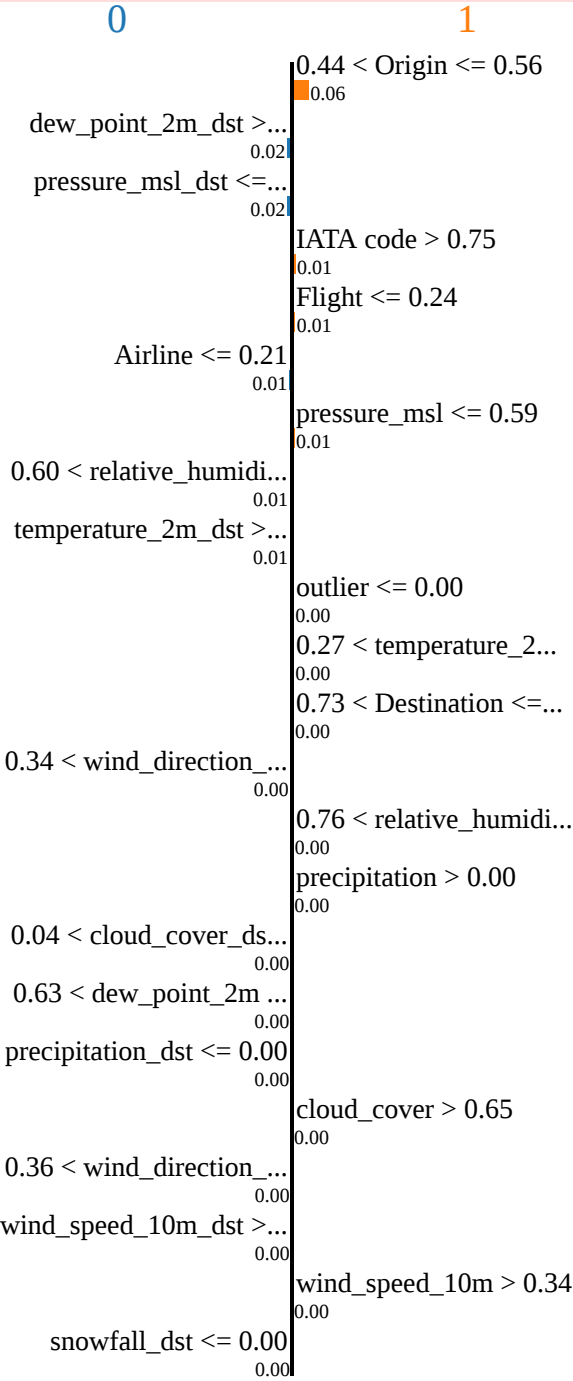 0 1
0.44 < Origin <= 0.56
0.06
dew_point_2m_dst >...
0.02
pressure_msl_dst <=...
0.02
IATA code > 0.75
0.01
Flight <= 0.24
0.01
Airline <= 0.21
0.01
pressure_msl <= 0.59
0.01
0.60 < relative_humidi...
0.01
temperature_2m_dst >...
0.01
outlier <= 0.00
0.00
0.27 < temperature_2...
0.00
0.73 < Destination <=...
0.00
0.34 < wind_direction_...
0.00
0.76 < relative_humidi...
0.00
precipitation > 0.00
0.00
0.04 < cloud_cover_ds...
0.00
0.63 < dew_point_2m ...
0.00
precipitation_dst <= 0.00
0.00
cloud_cover > 0.65
0.00
0.36 < wind_direction_...
0.00
wind_speed_10m_dst >...
0.00
wind_speed_10m > 0.34
0.00
snowfall_dst <= 0.00
0.00